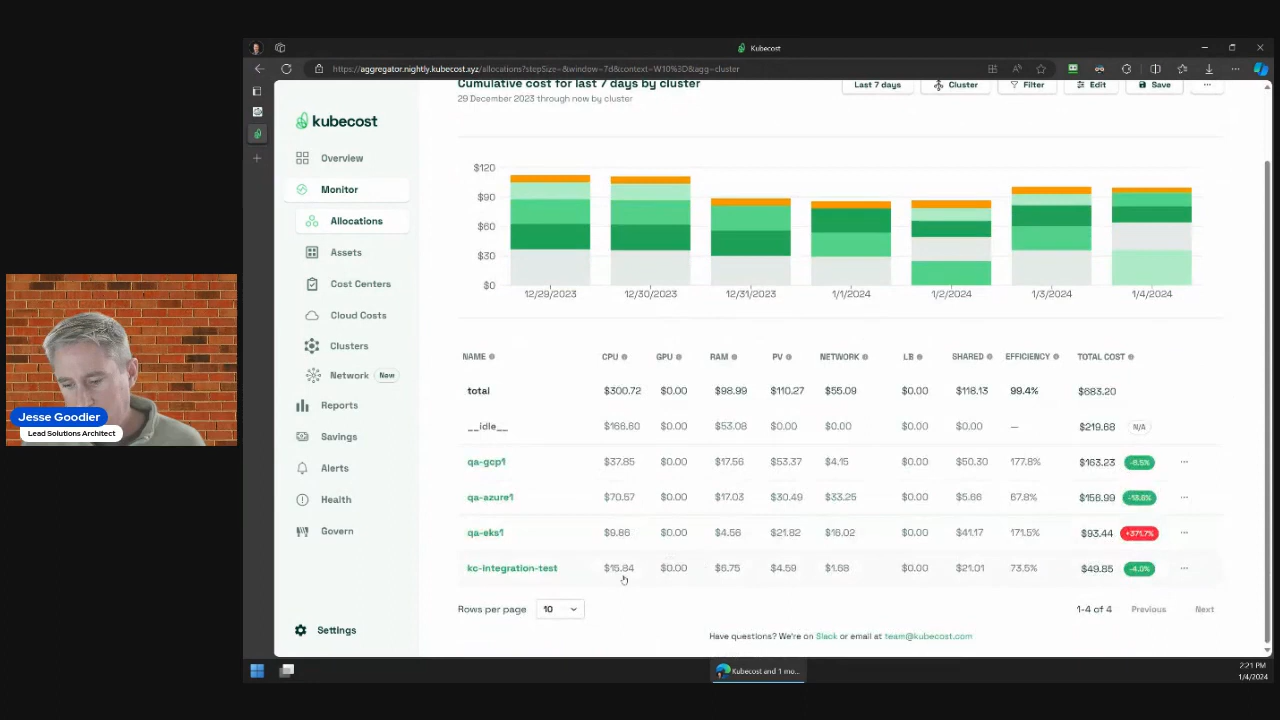 Kubecost
https://aggregator.nightly.kubecost.xyz/allocations?stepSize=&window=7d&context=W10%3D&agg=cluster
kubecost
Overview
Monitor
Allocations
Assets
Cost Centers
Cloud Costs
Clusters
Network New
Reports
Savings
Alerts
Health
Govern
Settings
Cumulative cost for last 7 days by cluster
29 December 2023 through now by cluster
Last 7 days Cluster Filter Edit Save
$120
$90
$60
$30
$0
12/29/2023 12/30/2023 12/31/2023 1/1/2024 1/2/2024 1/3/2024 1/4/2024
NAME CPU GPU RAM PV NETWORK LB SHARED EFFICIENCY TOTAL COST
total $300.72 $0.00 $98.99 $110.27 $55.09 $0.00 $118.13 99.4% $683.20
__idle__ $166.60 $0.00 $53.08 $0.00 $0.00 $0.00 $0.00 — $219.68 N/A
qa-gcp1 $37.85 $0.00 $17.56 $53.37 $4.15 $0.00 $50.30 177.8% $163.23 -6.5%
qa-azure1 $70.57 $0.00 $17.03 $30.49 $33.25 $0.00 $5.66 67.8% $156.99 -13.6%
qa-eks1 $9.86 $0.00 $4.56 $21.82 $16.02 $0.00 $41.17 171.5% $93.44 +371.7%
kc-integration-test $15.84 $0.00 $6.75 $4.59 $1.68 $0.00 $21.01 73.5% $49.85 -4.0%
Rows per page 10 1-4 of 4 Previous Next
Have questions? We're on Slack or email at team@kubecost.com
Jesse Goodier
Lead Solutions Architect
Kubecost and 1 mo...
2:21 PM
1/4/2024